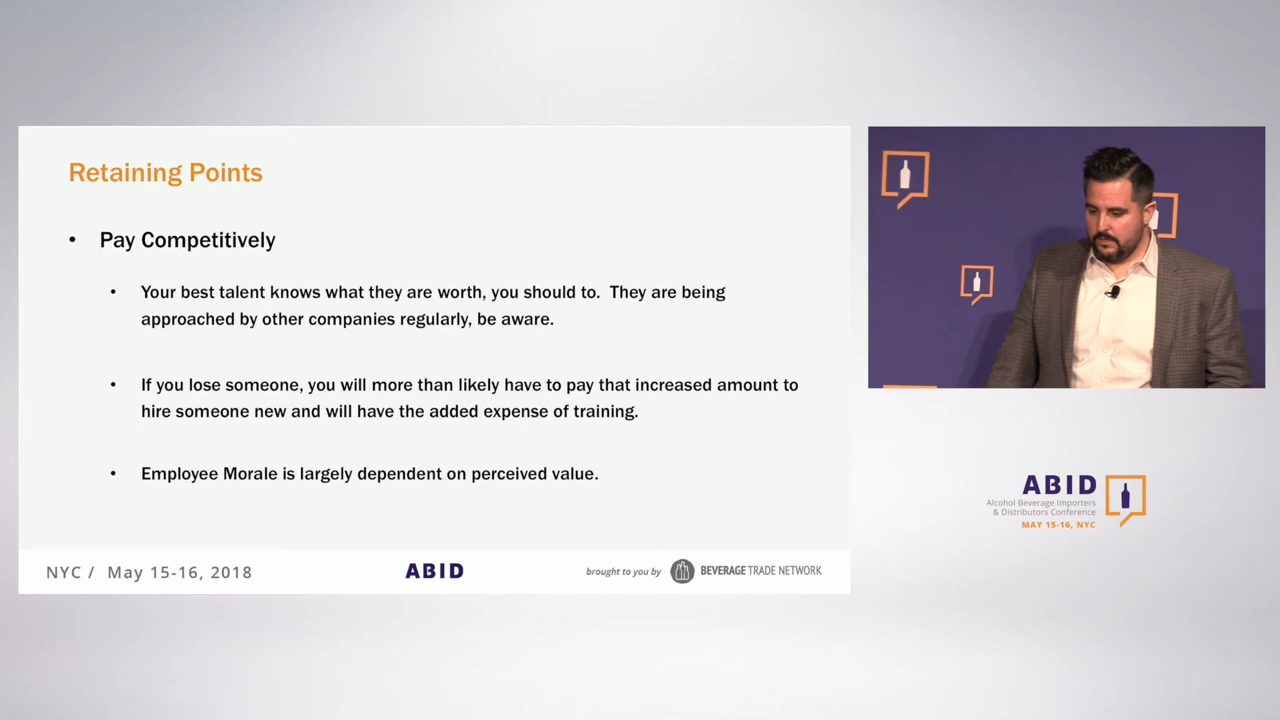 Retaining Points
• Pay Competitively
• Your best talent knows what they are worth, you should to. They are being
approached by other companies regularly, be aware.
• If you lose someone, you will more than likely have to pay that increased amount to
hire someone new and will have the added expense of training.
• Employee Morale is largely dependent on perceived value.
NYC / May 15-16, 2018
ABID
brought to you by BEVERAGE TRADE NETWORK
ABID
Alcohol Beverage Importers
& Distributors Conference
MAY 15-16, NYC